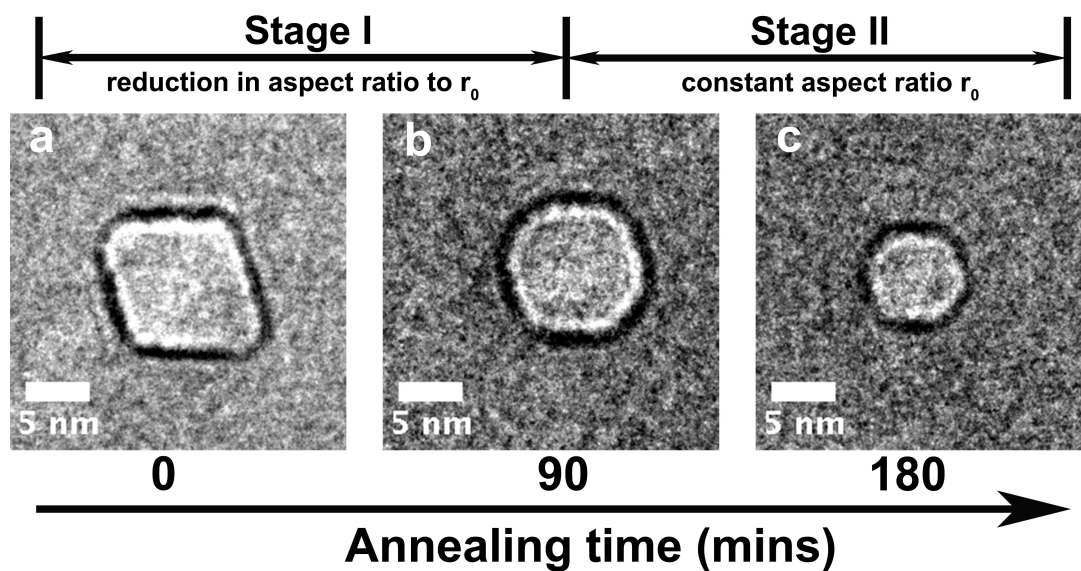 Stage I
Stage II
reduction in aspect ratio to r₀
constant aspect ratio r₀
a
b
c
5 nm
5 nm
5 nm
0
90
180
Annealing time (mins)